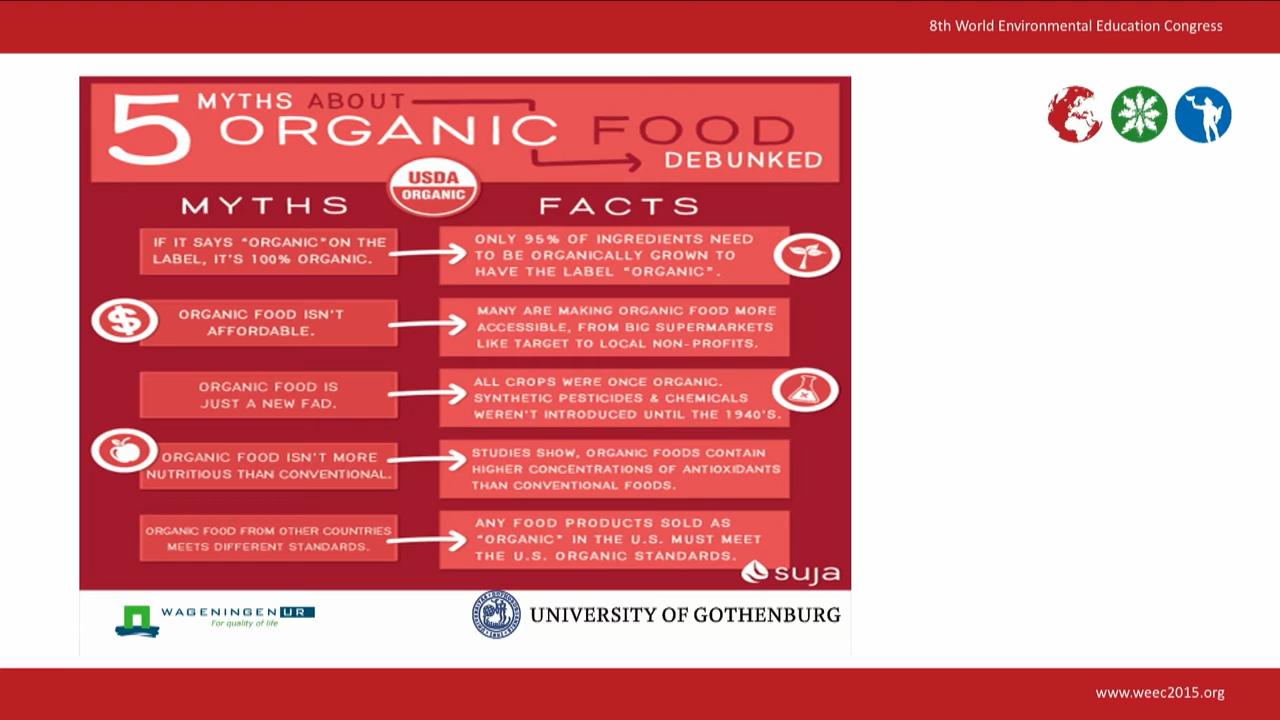 8th World Environmental Education Congress
5 MYTHS ABOUT
ORGANIC FOOD
DEBUNKED
USDA
ORGANIC
MYTHS
FACTS
IF IT SAYS "ORGANIC" ON THE
LABEL, IT'S 100% ORGANIC.
ONLY 95% OF INGREDIENTS NEED
TO BE ORGANICALLY GROWN TO
HAVE THE LABEL "ORGANIC".
$
ORGANIC FOOD ISN'T
AFFORDABLE.
MANY ARE MAKING ORGANIC FOOD MORE
ACCESSIBLE, FROM BIG SUPERMARKETS
LIKE TARGET TO LOCAL NON-PROFITS.
ORGANIC FOOD IS
JUST A NEW FAD.
ALL CROPS WERE ONCE ORGANIC.
SYNTHETIC PESTICIDES & CHEMICALS
WEREN'T INTRODUCED UNTIL THE 1940'S.
ORGANIC FOOD ISN'T MORE
NUTRITIOUS THAN CONVENTIONAL.
STUDIES SHOW, ORGANIC FOODS CONTAIN
HIGHER CONCENTRATIONS OF ANTIOXIDANTS
THAN CONVENTIONAL FOODS.
ORGANIC FOOD FROM OTHER COUNTRIES
MEETS DIFFERENT STANDARDS.
ANY FOOD PRODUCTS SOLD AS
"ORGANIC" IN THE U.S. MUST MEET
THE U.S. ORGANIC STANDARDS.
suja
WAGENINGEN UR
For quality of life
UNIVERSITY OF GOTHENBURG
www.weec2015.org